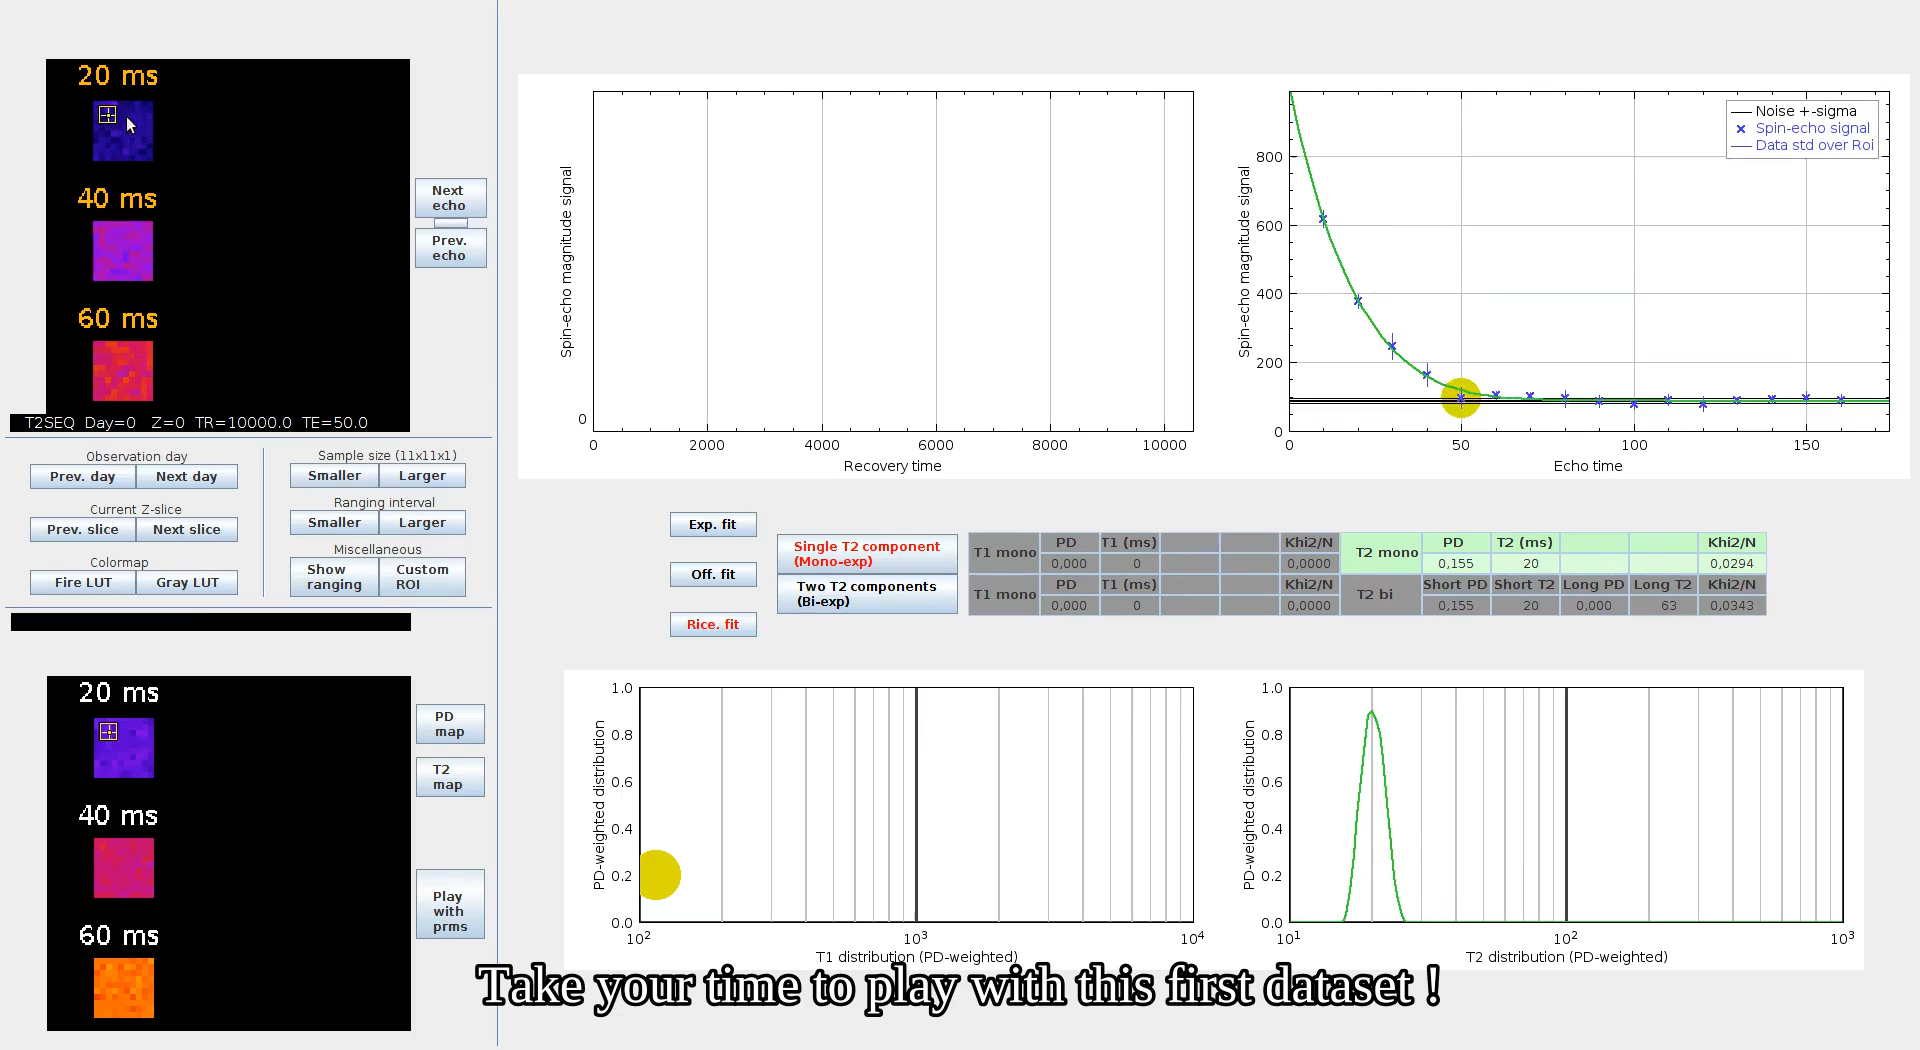 20 ms
40 ms
60 ms
T2SEQ Day=0 Z=0 TR=10000.0 TE=50.0
Next echo
Prev. echo
Observation day
Prev. day Next day
Current Z-slice
Prev. slice Next slice
Colormap
Fire LUT Gray LUT
Sample size (11x11x1)
Smaller Larger
Ranging interval
Smaller Larger
Miscellaneous
Show ranging Custom ROI
20 ms
40 ms
60 ms
PD map
T2 map
Play with prms
Spin-echo magnitude signal
0
0 2000 4000 6000 8000 10000
Recovery time
Spin-echo magnitude signal
800
600
400
200
0
0 50 100 150
Echo time
Noise +-sigma
Spin-echo signal
Data std over Roi
Exp. fit
Off. fit
Rice. fit
Single T2 component
(Mono-exp)
Two T2 components
(Bi-exp)
T1 mono PD T1 (ms) Khi2/N T2 mono PD T2 (ms) Khi2/N
0,000 0 0,0000 0,155 20 0,0294
T1 mono PD T1 (ms) Khi2/N T2 bi Short PD Short T2 Long PD Long T2 Khi2/N
0,000 0 0,0000 0,155 20 0,000 63 0,0343
PD-weighted distribution
1.0
0.8
0.6
0.4
0.2
0.0
10² 10³ 10⁴
T1 distribution (PD-weighted)
PD-weighted distribution
1.0
0.8
0.6
0.4
0.2
0.0
10¹ 10² 10³
T2 distribution (PD-weighted)
Take your time to play with this first dataset !